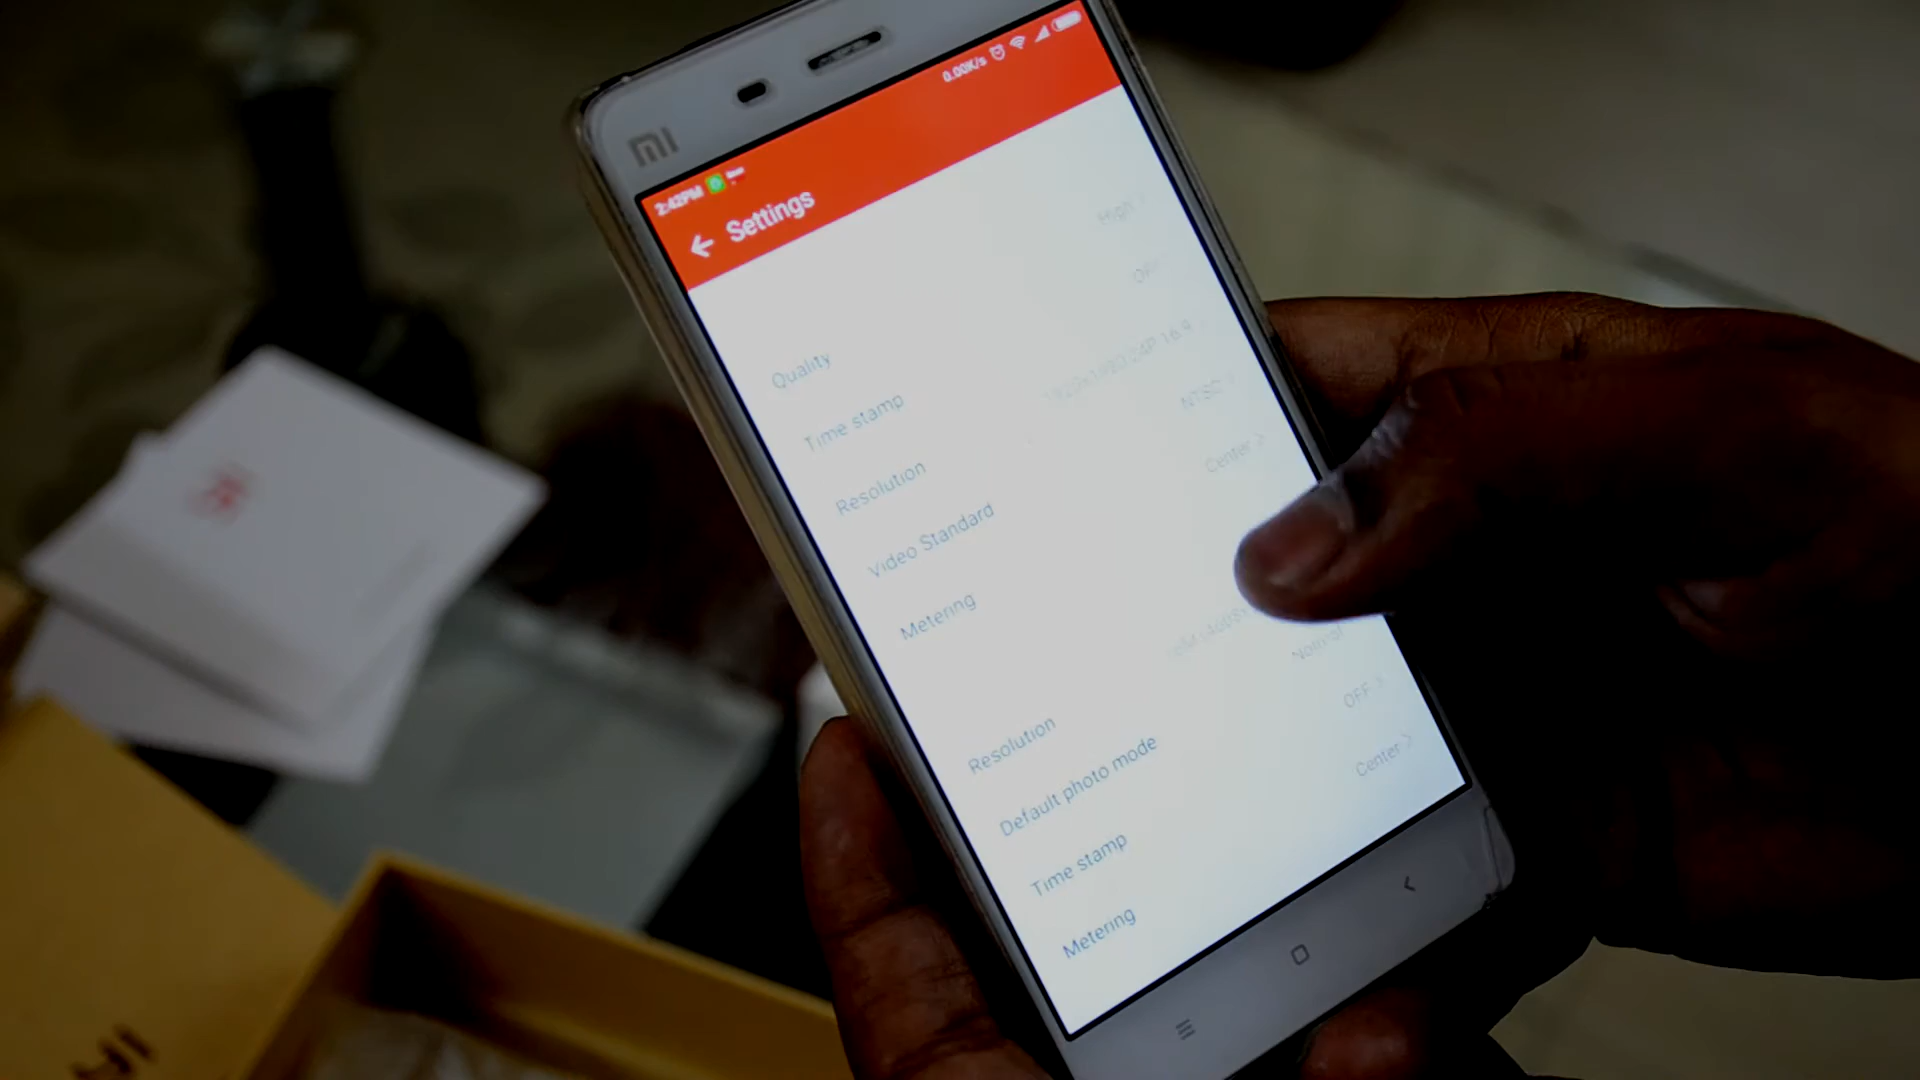 MI
0.00K/s
2:42PM
Settings
Quality
High
Time stamp
Resolution
Video Standard
NTSC
Metering
Center
Resolution
Default photo mode
Normal
Time stamp
OFF
Metering
Center